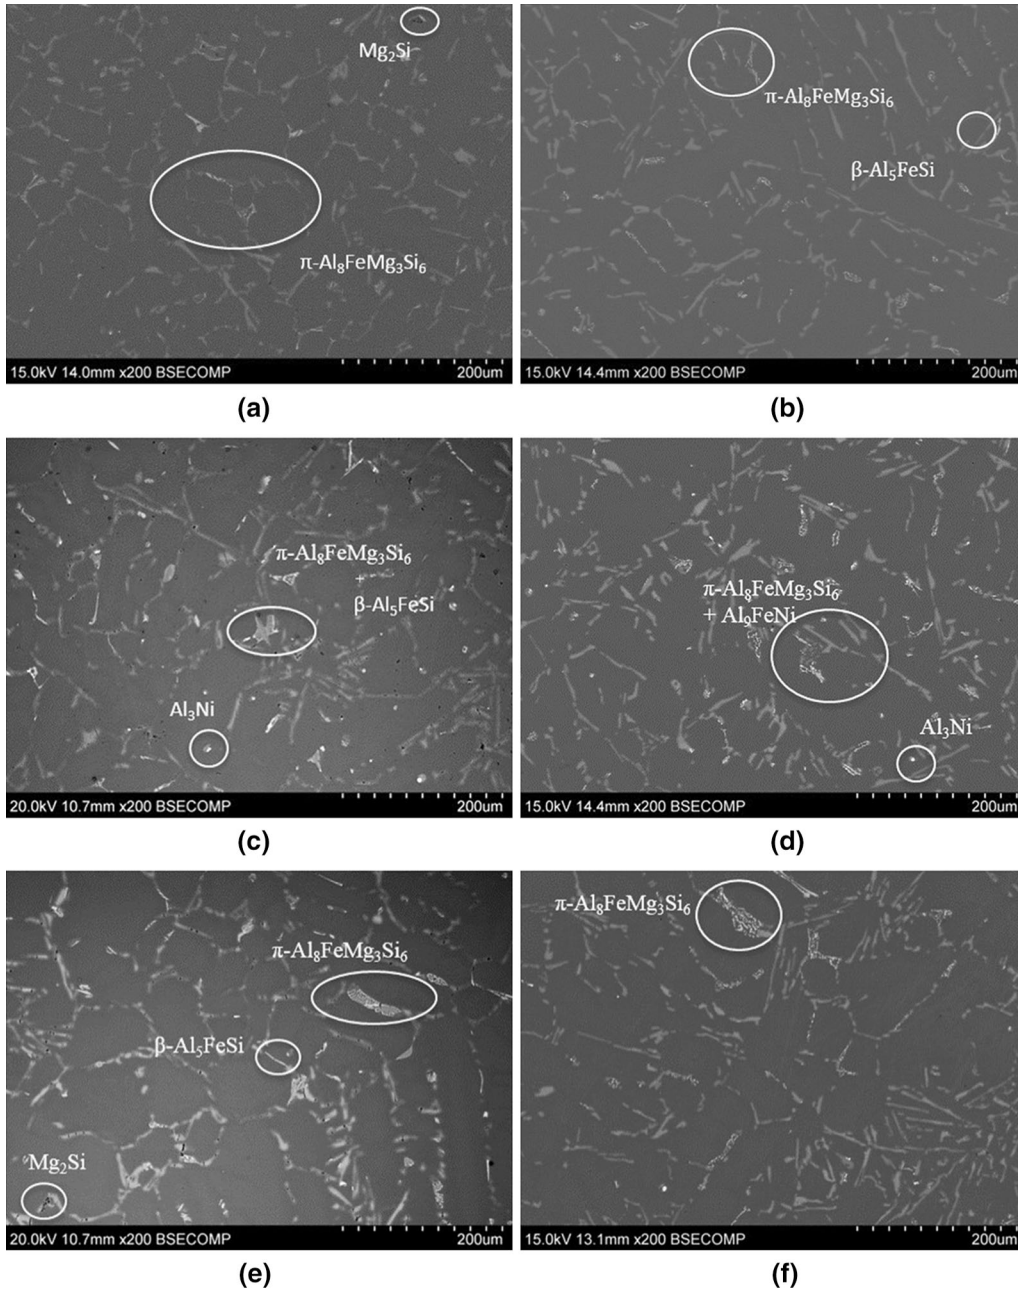 Mg₂Si
π-Al₈FeMg₃Si₆
15.0kV 14.0mm x200 BSECOMP 200um
(a)
π-Al₈FeMg₃Si₆
β-Al₅FeSi
15.0kV 14.4mm x200 BSECOMP 200um
(b)
π-Al₈FeMg₃Si₆
+
β-Al₅FeSi
Al₃Ni
20.0kV 10.7mm x200 BSECOMP 200um
(c)
π-Al₈FeMg₃Si₆
+ Al₉FeNi
Al₃Ni
15.0kV 14.4mm x200 BSECOMP 200um
(d)
π-Al₈FeMg₃Si₆
β-Al₅FeSi
Mg₂Si
20.0kV 10.7mm x200 BSECOMP 200um
(e)
π-Al₈FeMg₃Si₆
15.0kV 13.1mm x200 BSECOMP 200um
(f)